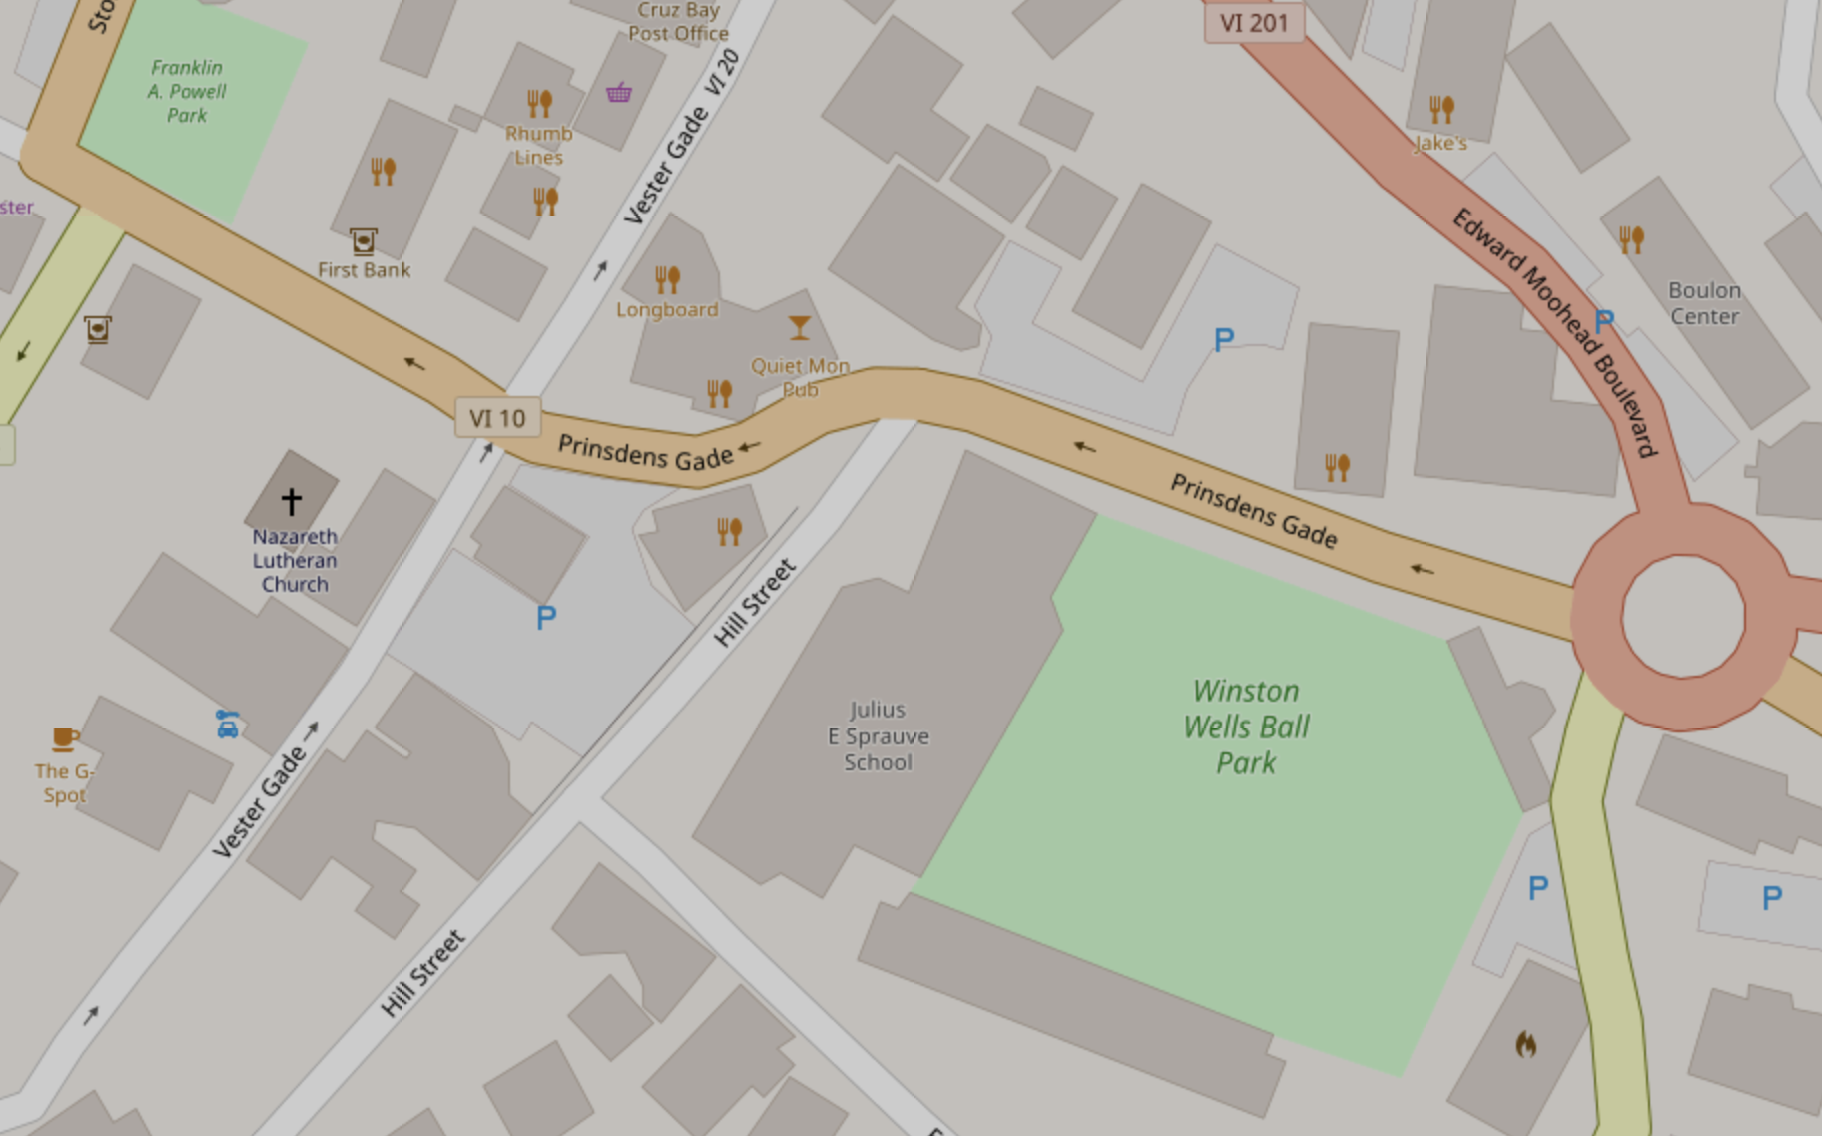 Cruz Bay
Post Office
VI 201
Sto
Franklin
A. Powell
Park
VI 20
Rhumb
Lines
Jake's
Vester Gade
ster
First Bank
Longboard
Edward Moohead Boulevard
Boulon
Center
P
P
Quiet Mon
Pub
VI 10
Prinsdens Gade
Prinsdens Gade
Nazareth
Lutheran
Church
P
Hill Street
Winston
Wells Ball
Park
Julius
E Sprauve
School
The G-
Spot
Vester Gade
P
P
Hill Street